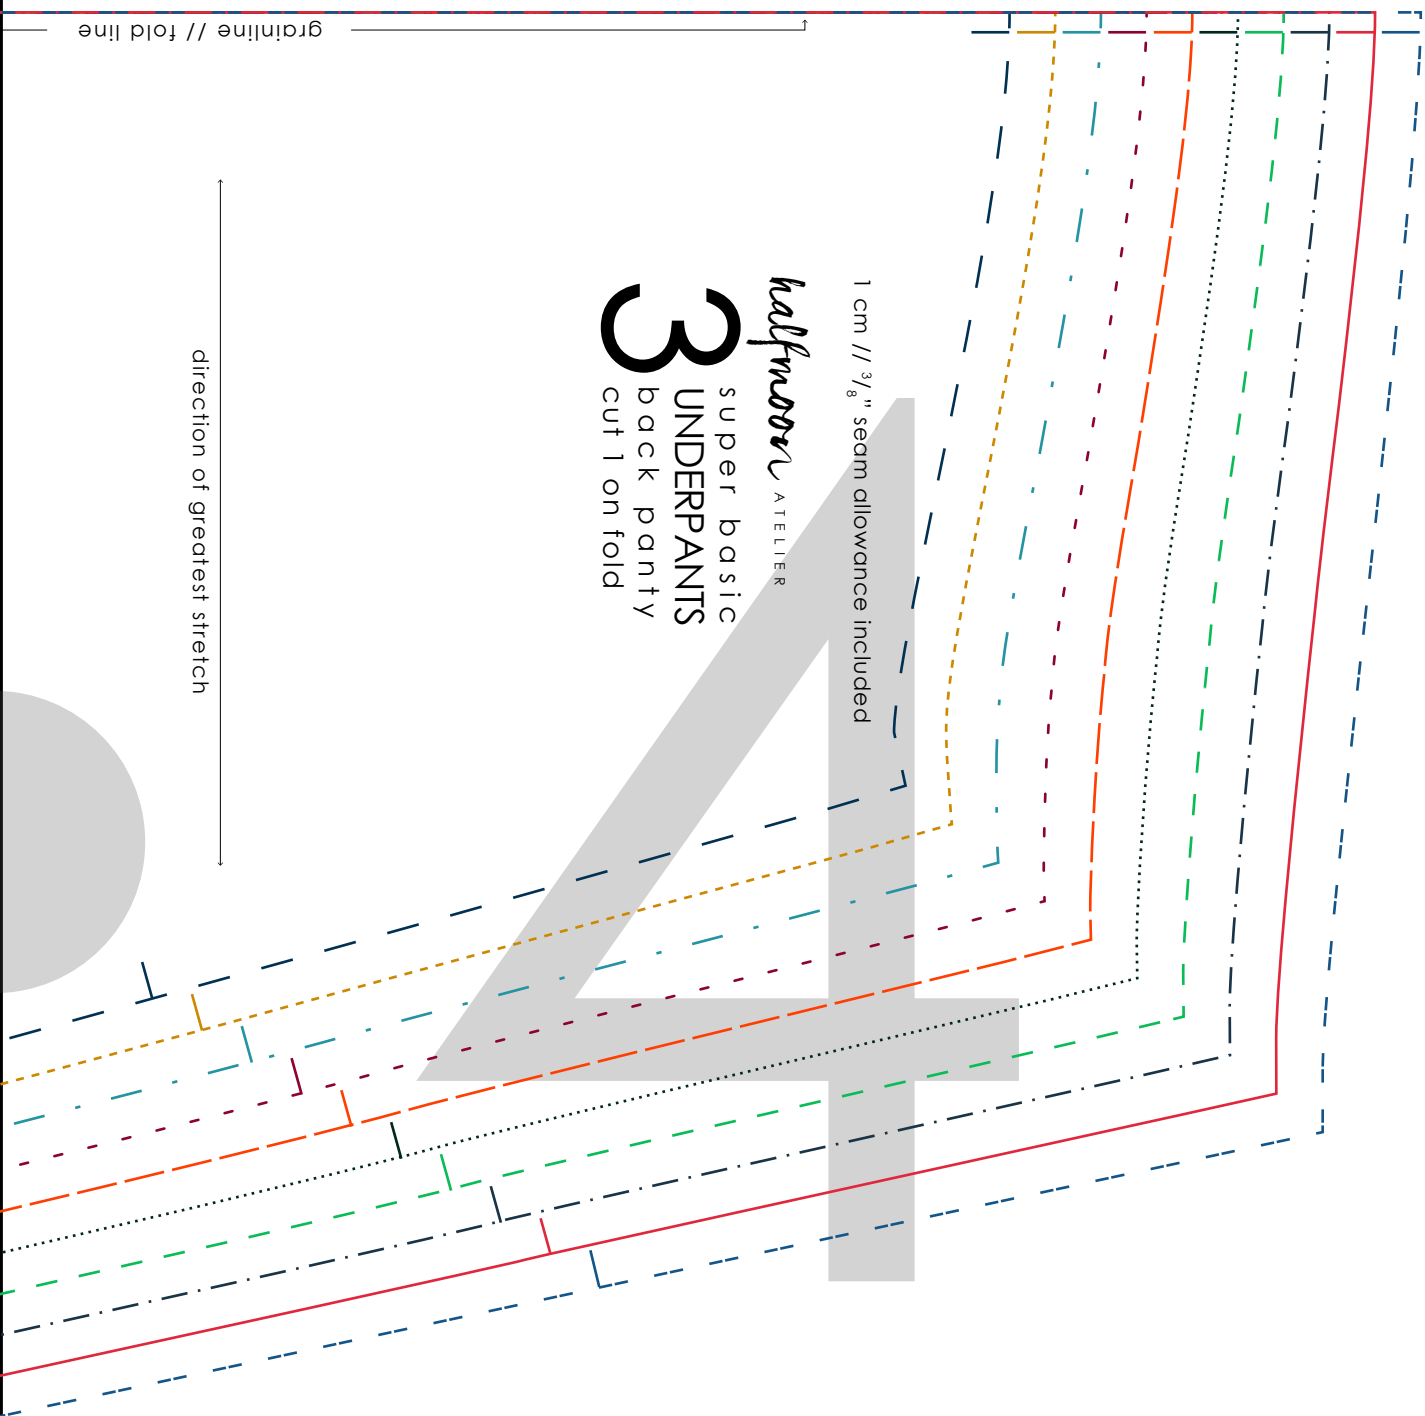 grainline // fold line
1 cm // 3/8" seam allowance included
halfmoon ATELIER
3
super basic
UNDERPANTS
back panty
cut 1 on fold
direction of greatest stretch
4